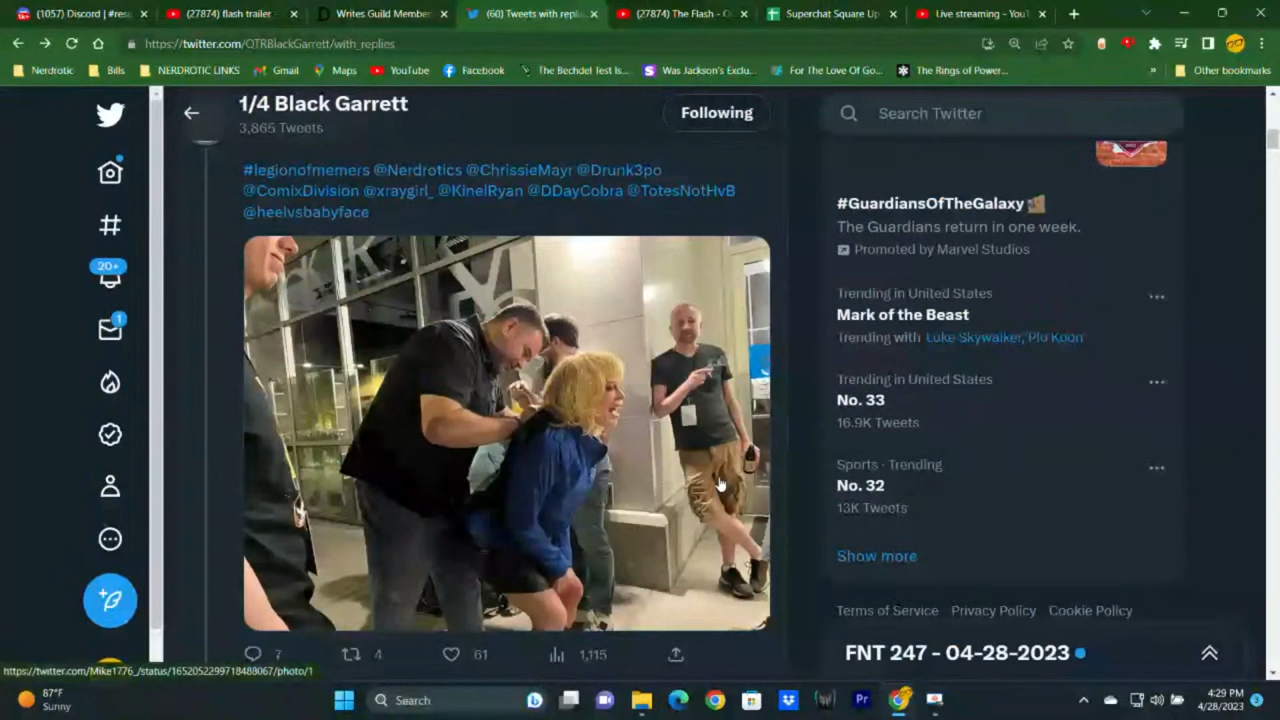 (1057) Discord | #resp
(27874) flash trailer -
Writes Guild Member
(60) Tweets with repli
(27874) The Flash - O
Superchat Square Up
Live streaming - YouT
https://twitter.com/QTRBlackGarrett/with_replies
Nerdrotic
Bills
NERDROTIC LINKS
Gmail
Maps
YouTube
Facebook
The Bechdel Test Is...
Was Jackson's Exclu...
For The Love Of Go...
The Rings of Power...
»
Other bookmarks
1/4 Black Garrett
3,865 Tweets
Following
Search Twitter
#legionofmemers @Nerdrotics @ChrissieMayr @Drunk3po
@ComixDivision @xraygirl_ @KinelRyan @DDayCobra @TotesNotHvB
@heelvsbabyface
20+
1
#GuardiansOfTheGalaxy
The Guardians return in one week.
Promoted by Marvel Studios
Trending in United States
Mark of the Beast
Trending with Luke Skywalker, Plo Koon
Trending in United States
No. 33
16.9K Tweets
Sports · Trending
No. 32
13K Tweets
Show more
Terms of Service Privacy Policy Cookie Policy
FNT 247 - 04-28-2023
7
4
61
1,115
https://twitter.com/Mike1776_/status/1652052299718488067/photo/1
87°F
Sunny
Search
Pr
4:29 PM
4/28/2023